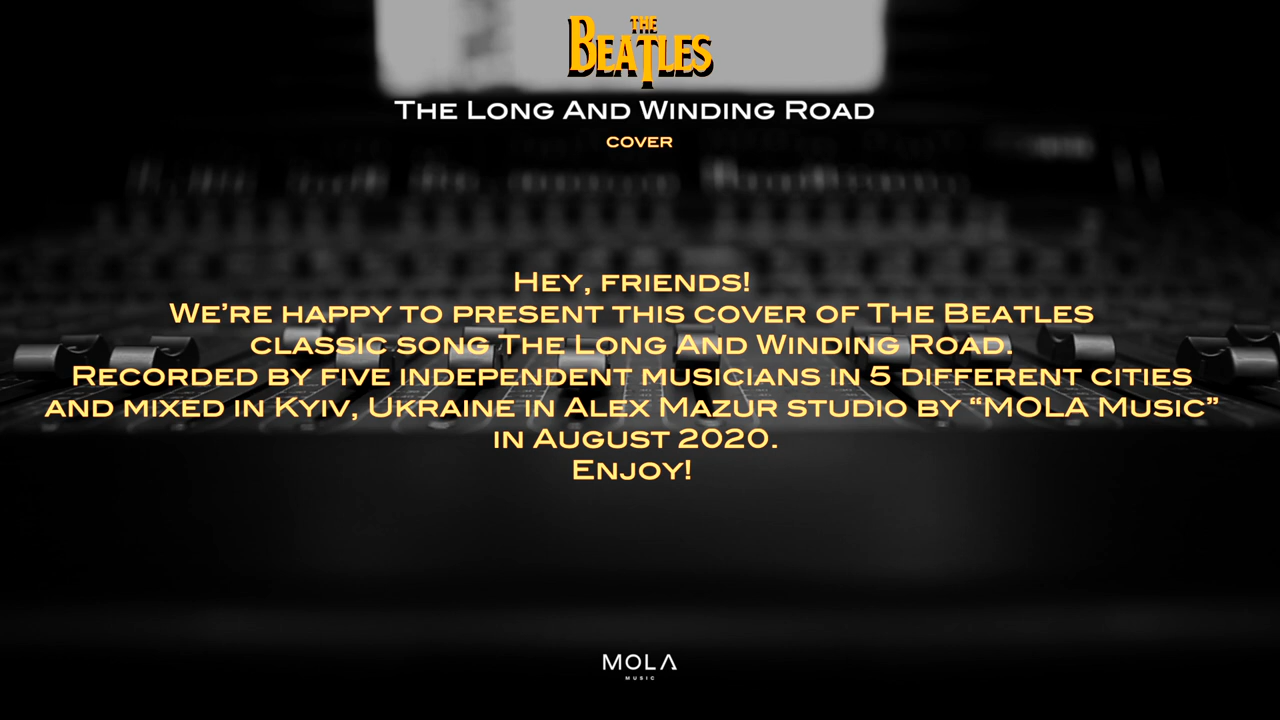 The Beatles
The Long And Winding Road
cover
Hey, friends!
We’re happy to present this cover of The Beatles
classic song The Long And Winding Road.
Recorded by five independent musicians in 5 different cities
and mixed in Kyiv, Ukraine in Alex Mazur studio by “MOLA Music”
in August 2020.
Enjoy!
MOLA
MUSIC